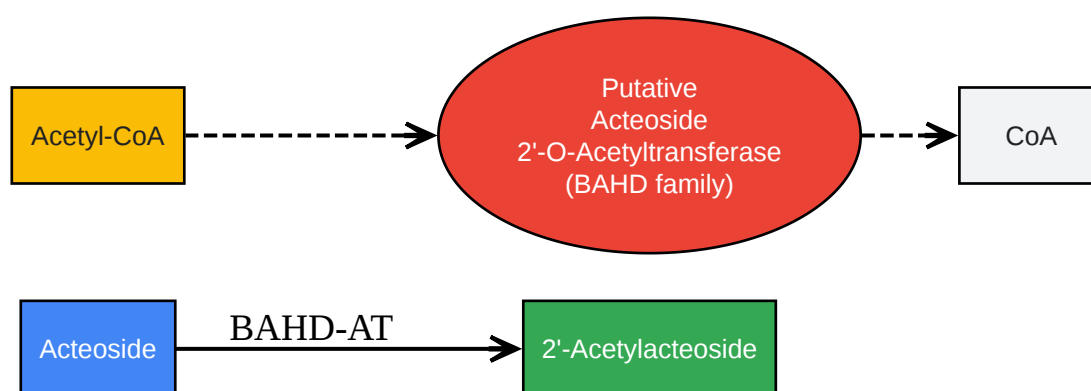 Acetyl-CoA
Putative
Acteoside
2'-O-Acetyltransferase
(BAHD family)
CoA
Acteoside
BAHD-AT
2'-Acetylacteoside